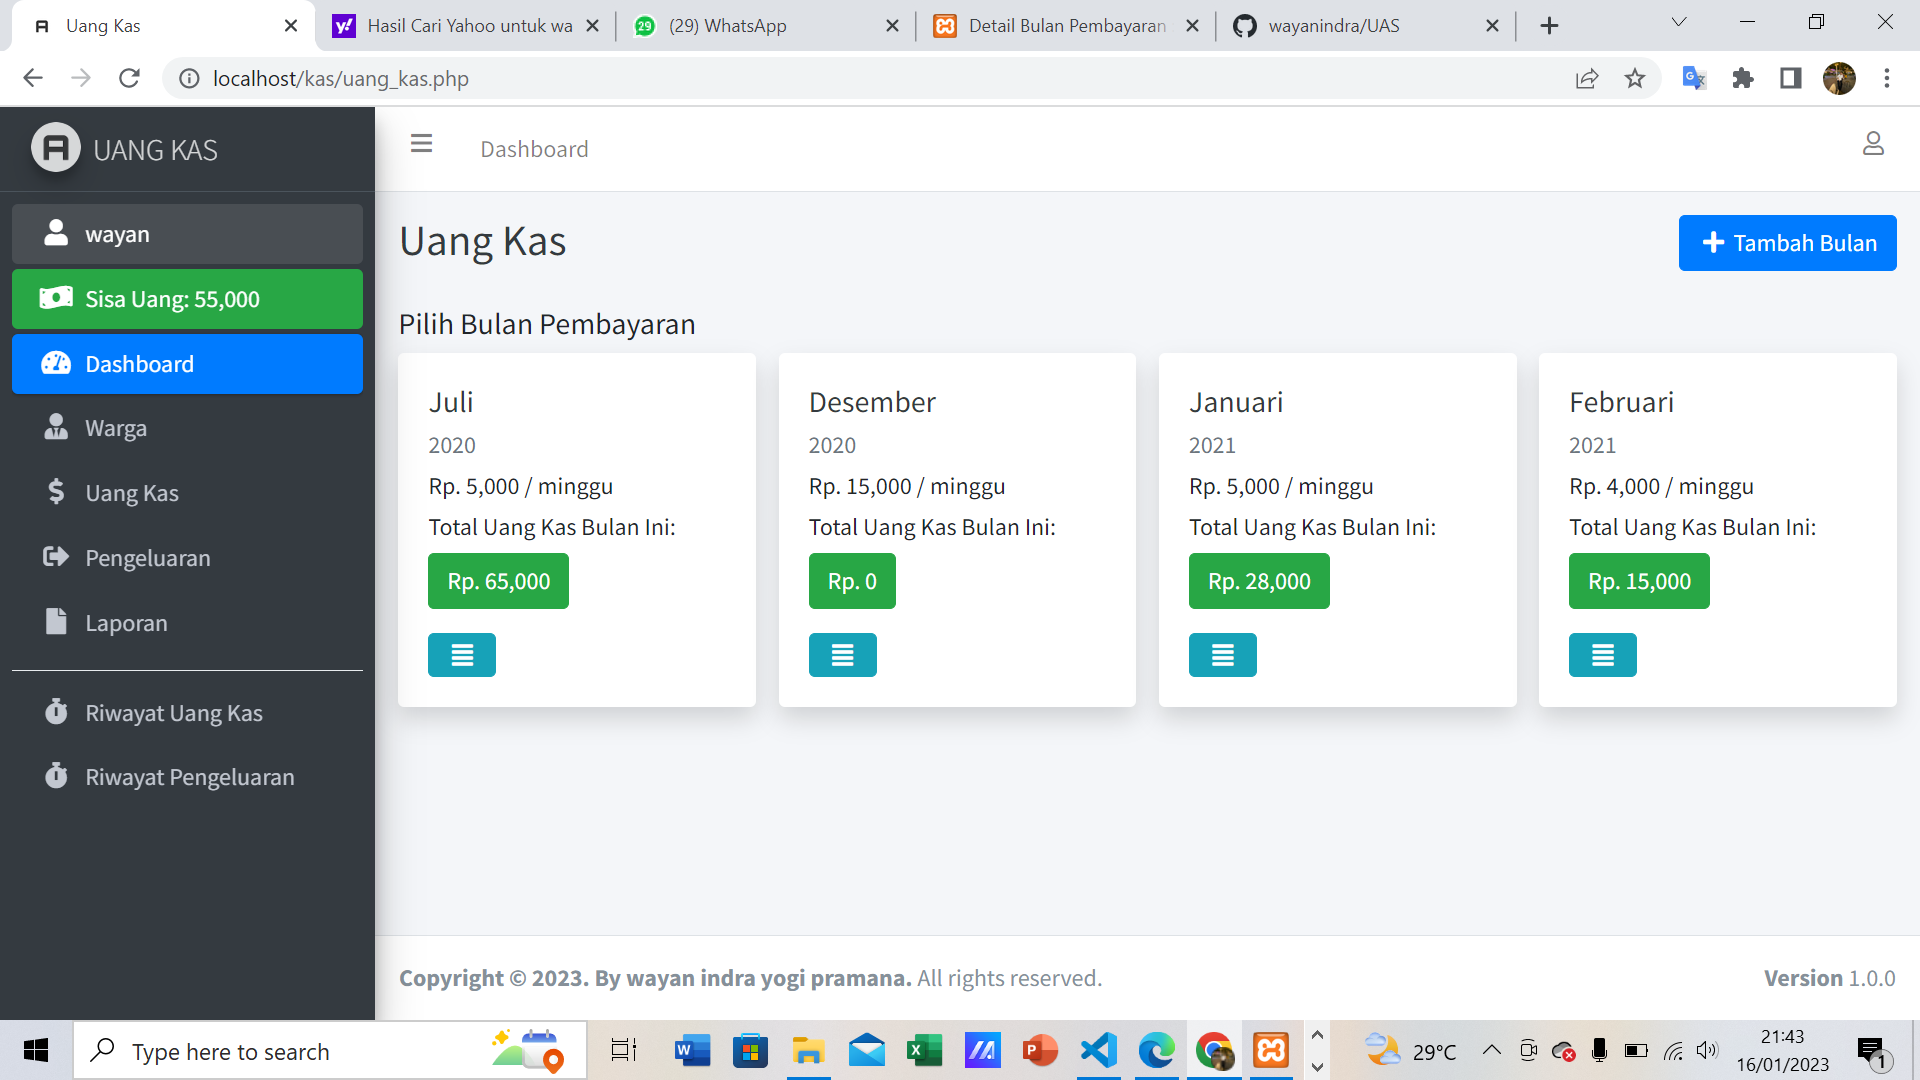 Uang Kas
Hasil Cari Yahoo untuk wa
(29) WhatsApp
Detail Bulan Pembayaran
wayanindra/UAS
localhost/kas/uang_kas.php
UANG KAS
Dashboard
wayan
Sisa Uang: 55,000
Dashboard
Warga
Uang Kas
Pengeluaran
Laporan
Riwayat Uang Kas
Riwayat Pengeluaran
Uang Kas
Tambah Bulan
Pilih Bulan Pembayaran
Juli
2020
Rp. 5,000 / minggu
Total Uang Kas Bulan Ini:
Rp. 65,000
Desember
2020
Rp. 15,000 / minggu
Total Uang Kas Bulan Ini:
Rp. 0
Januari
2021
Rp. 5,000 / minggu
Total Uang Kas Bulan Ini:
Rp. 28,000
Februari
2021
Rp. 4,000 / minggu
Total Uang Kas Bulan Ini:
Rp. 15,000
Copyright © 2023. By wayan indra yogi pramana. All rights reserved.
Version 1.0.0
Type here to search
29°C
21:43
16/01/2023
1